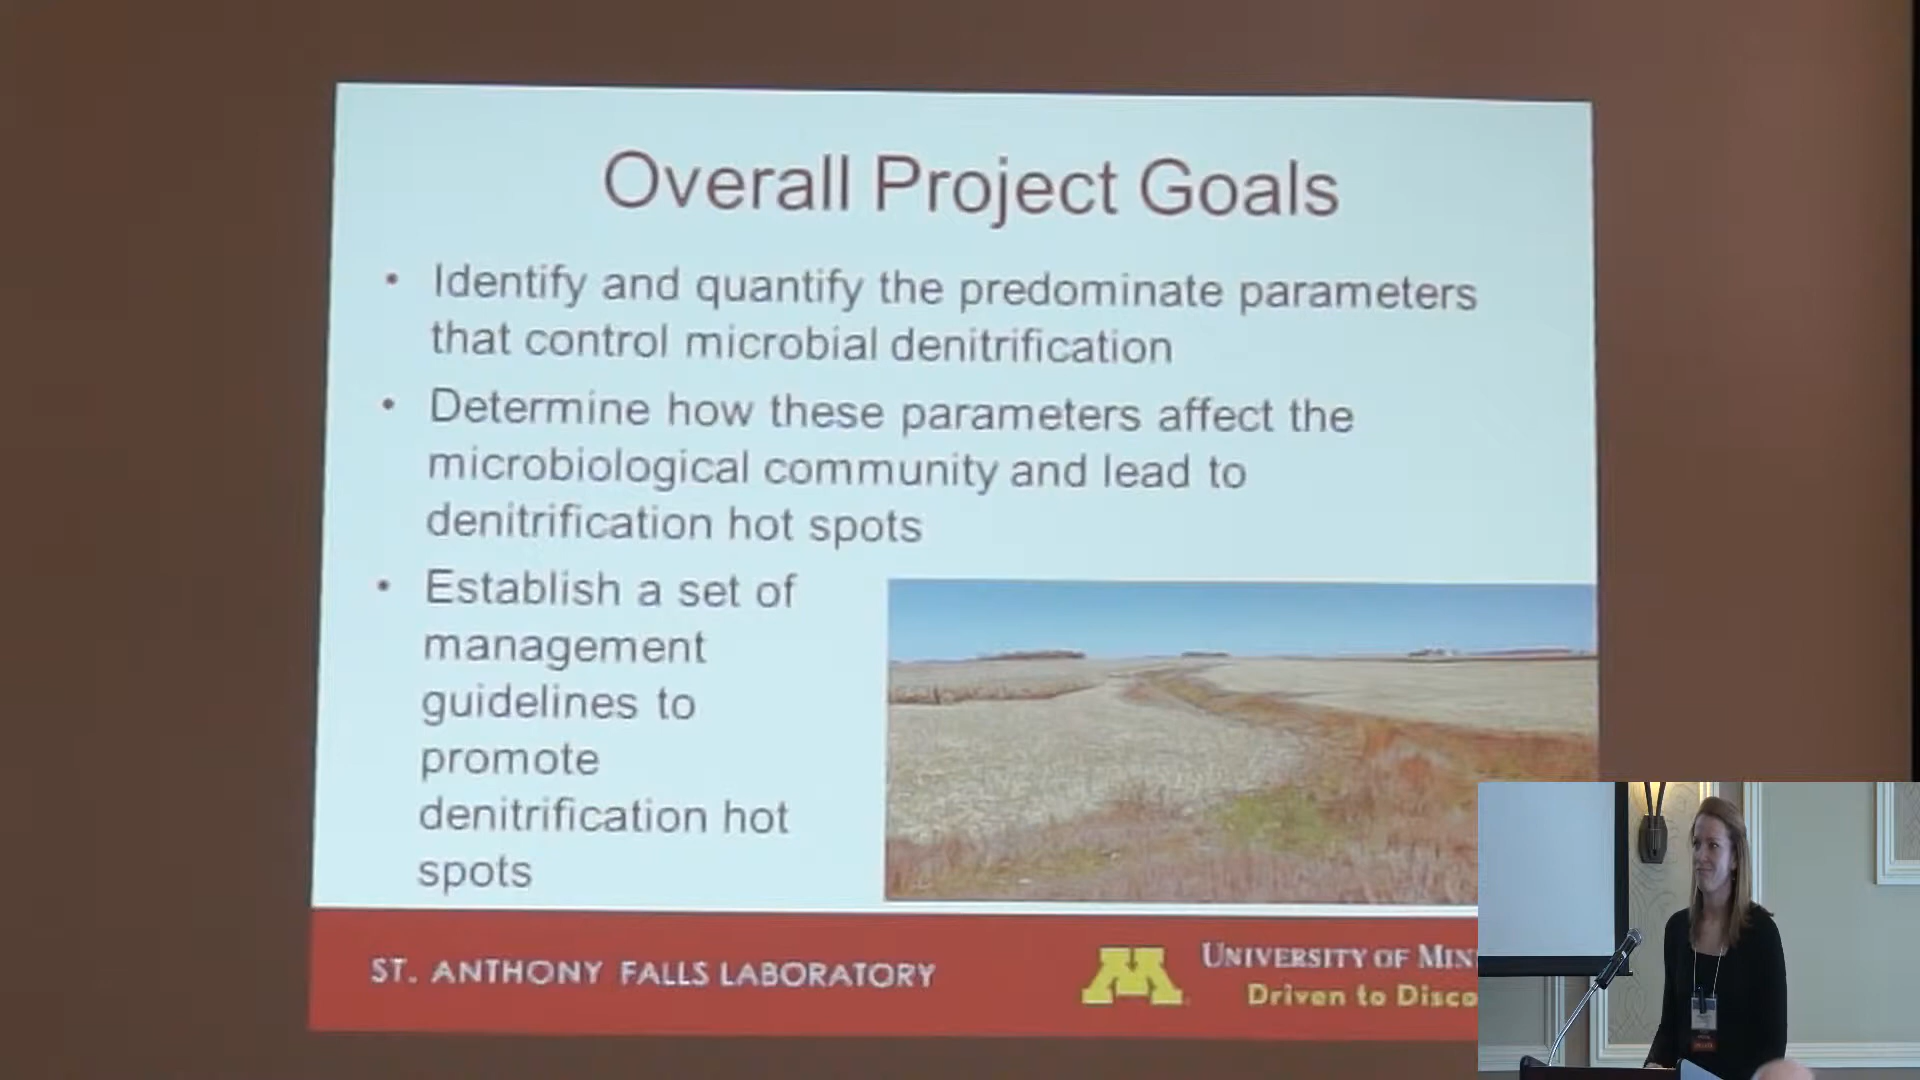 Overall Project Goals
• Identify and quantify the predominate parameters
that control microbial denitrification
• Determine how these parameters affect the
microbiological community and lead to
denitrification hot spots
• Establish a set of
management
guidelines to
promote
denitrification hot
spots
ST. ANTHONY FALLS LABORATORY
M
UNIVERSITY OF MIN
Driven to Disco